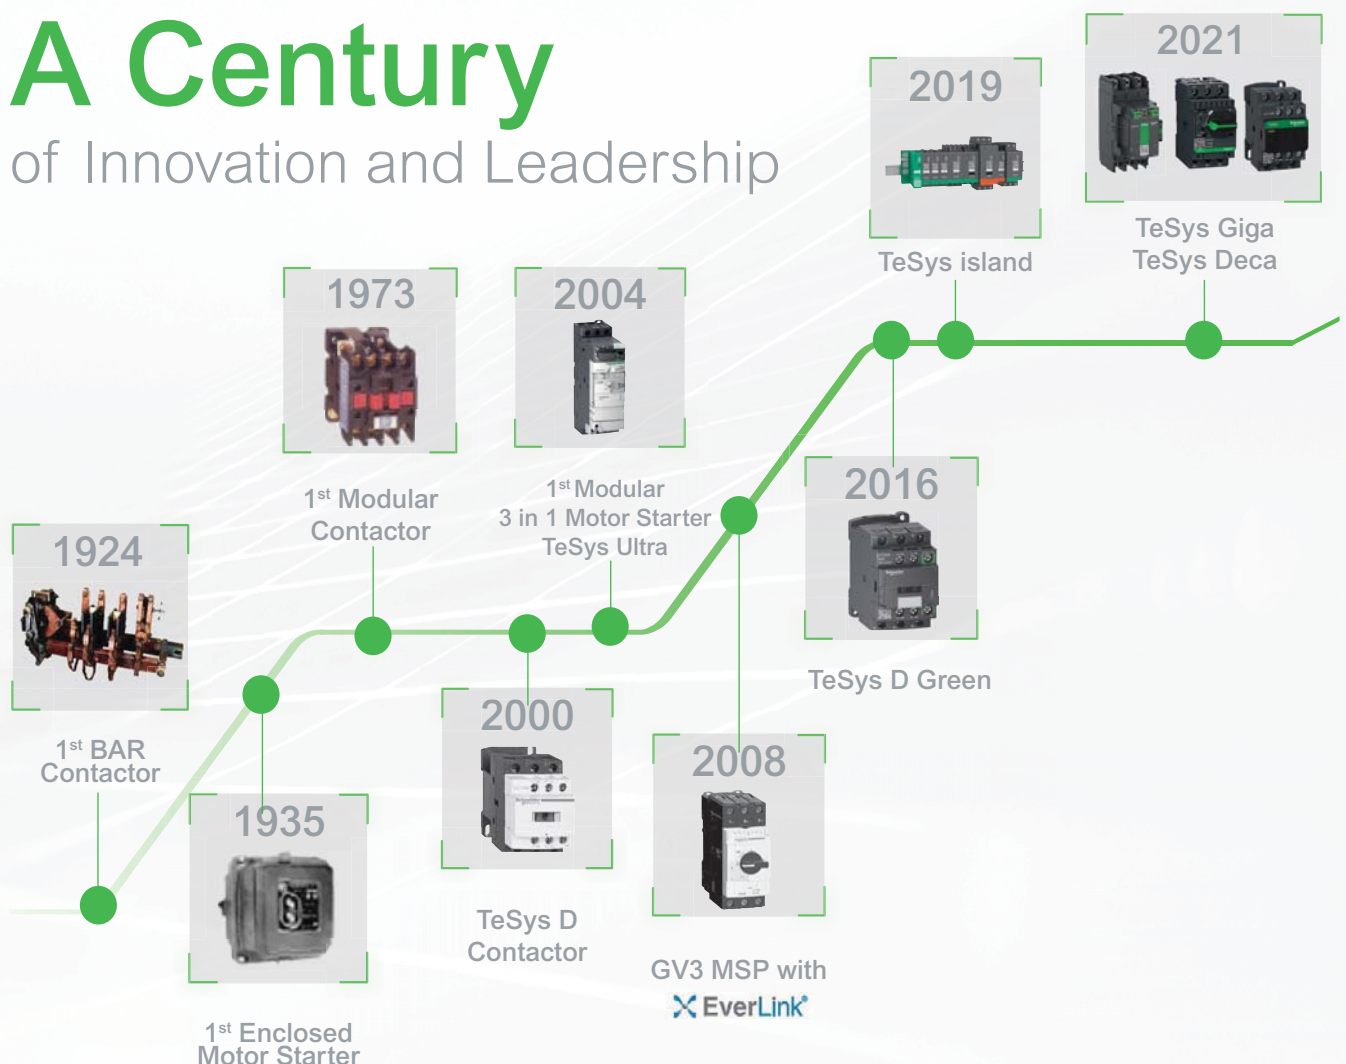 A Century
of Innovation and Leadership
1924
1st BAR
Contactor
1935
1st Enclosed
Motor Starter
1973
1st Modular
Contactor
2000
TeSys D
Contactor
2004
1st Modular
3 in 1 Motor Starter
TeSys Ultra
2008
GV3 MSP with
EverLink®
2016
TeSys D Green
2019
TeSys island
2021
TeSys Giga
TeSys Deca